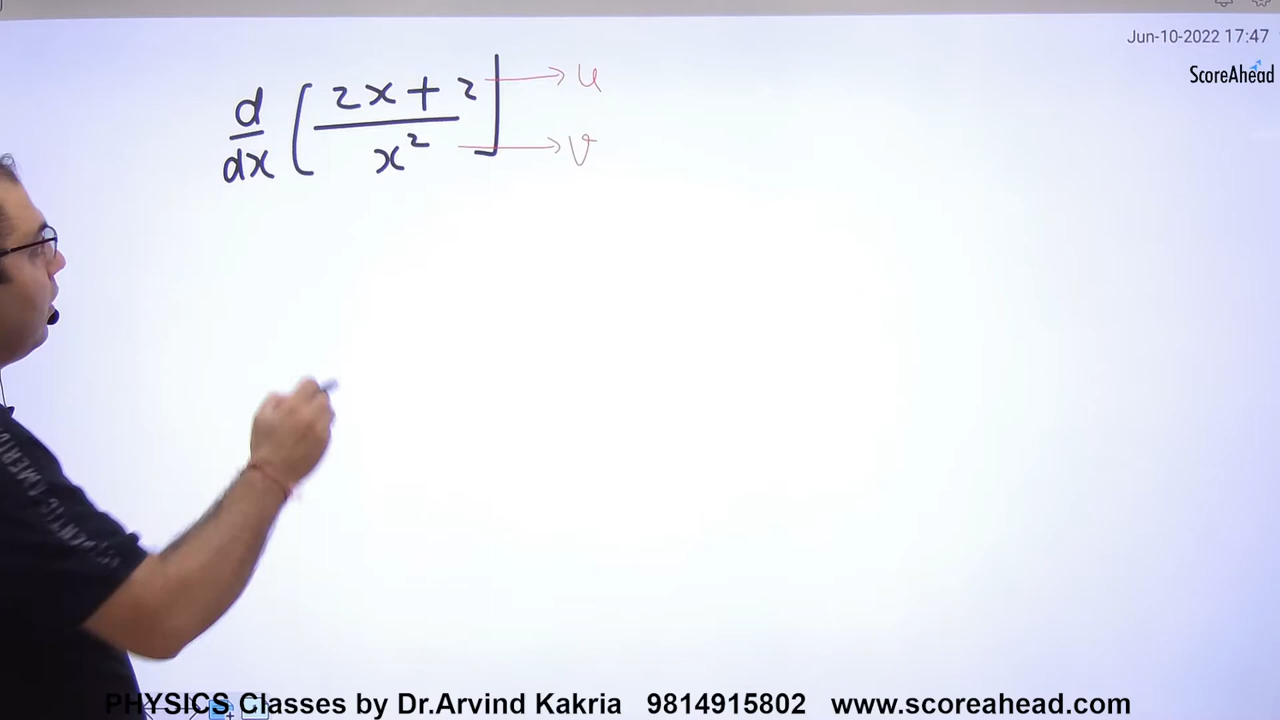 Jun-10-2022 17:47
ScoreAhead
d/dx [ 2x+2 / x² ] → u → v
PHYSICS Classes by Dr.Arvind Kakria 9814915802 www.scoreahead.com